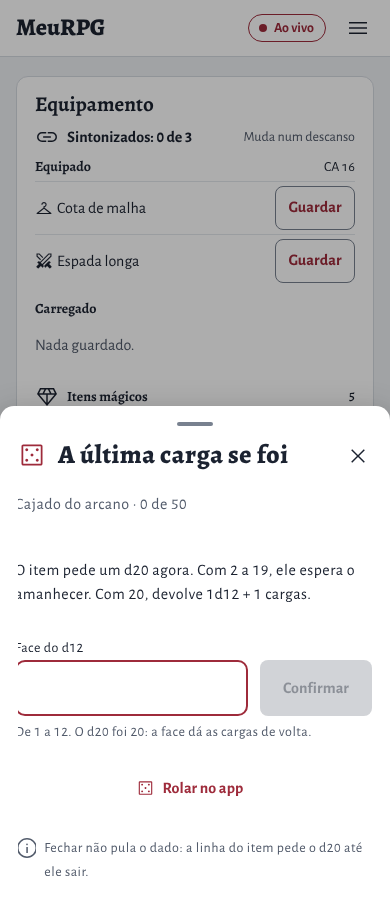 MeuRPG
Ao vivo
Equipamento
Sintonizados: 0 de 3
Muda num descanso
Equipado
CA 16
Cota de malha
Guardar
Espada longa
Guardar
Carregado
Nada guardado.
Itens mágicos
5
A última carga se foi
Cajado do arcano · 0 de 50
O item pede um d20 agora. Com 2 a 19, ele espera o
amanhecer. Com 20, devolve 1d12 + 1 cargas.
Face do d12
Confirmar
De 1 a 12. O d20 foi 20: a face dá as cargas de volta.
Rolar no app
Fechar não pula o dado: a linha do item pede o d20 até
ele sair.